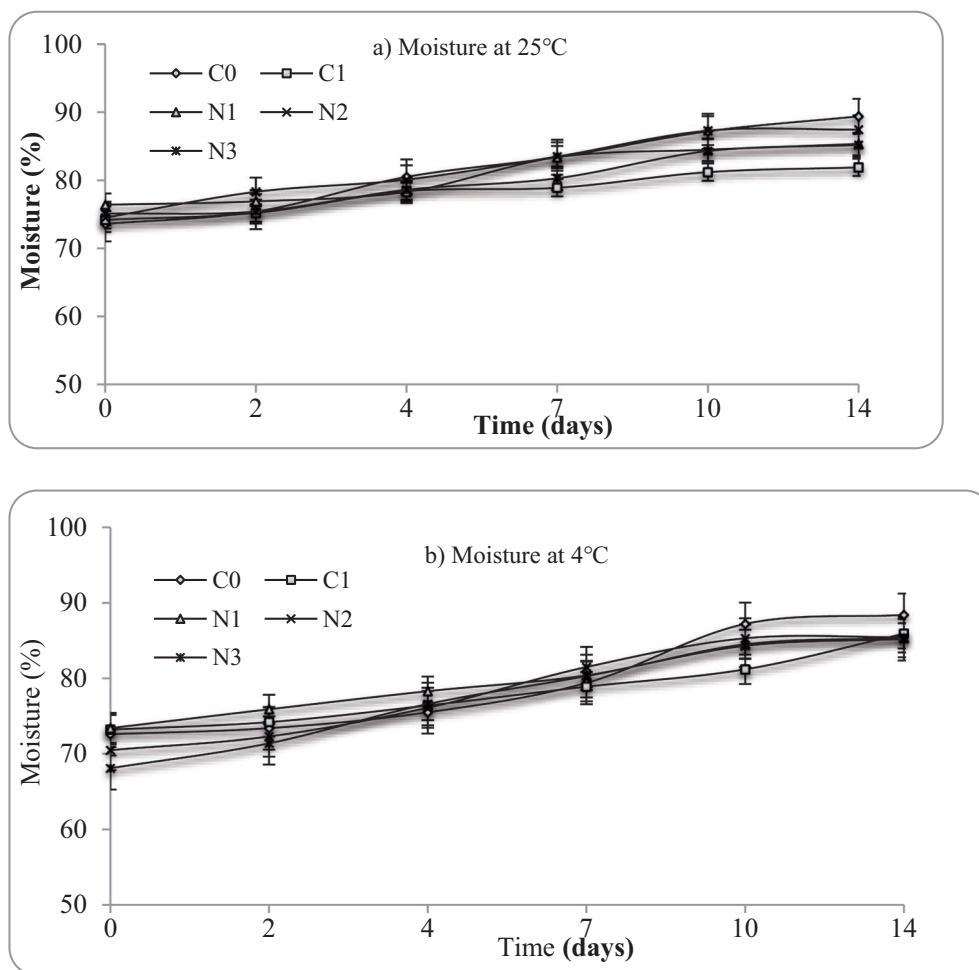 a) Moisture at 25°C
C0 C1
N1 N2
N3
Moisture (%)
100
90
80
70
60
50
0 2 4 7 10 14
Time (days)
b) Moisture at 4°C
C0 C1
N1 N2
N3
Moisture (%)
100
90
80
70
60
50
0 2 4 7 10 14
Time (days)